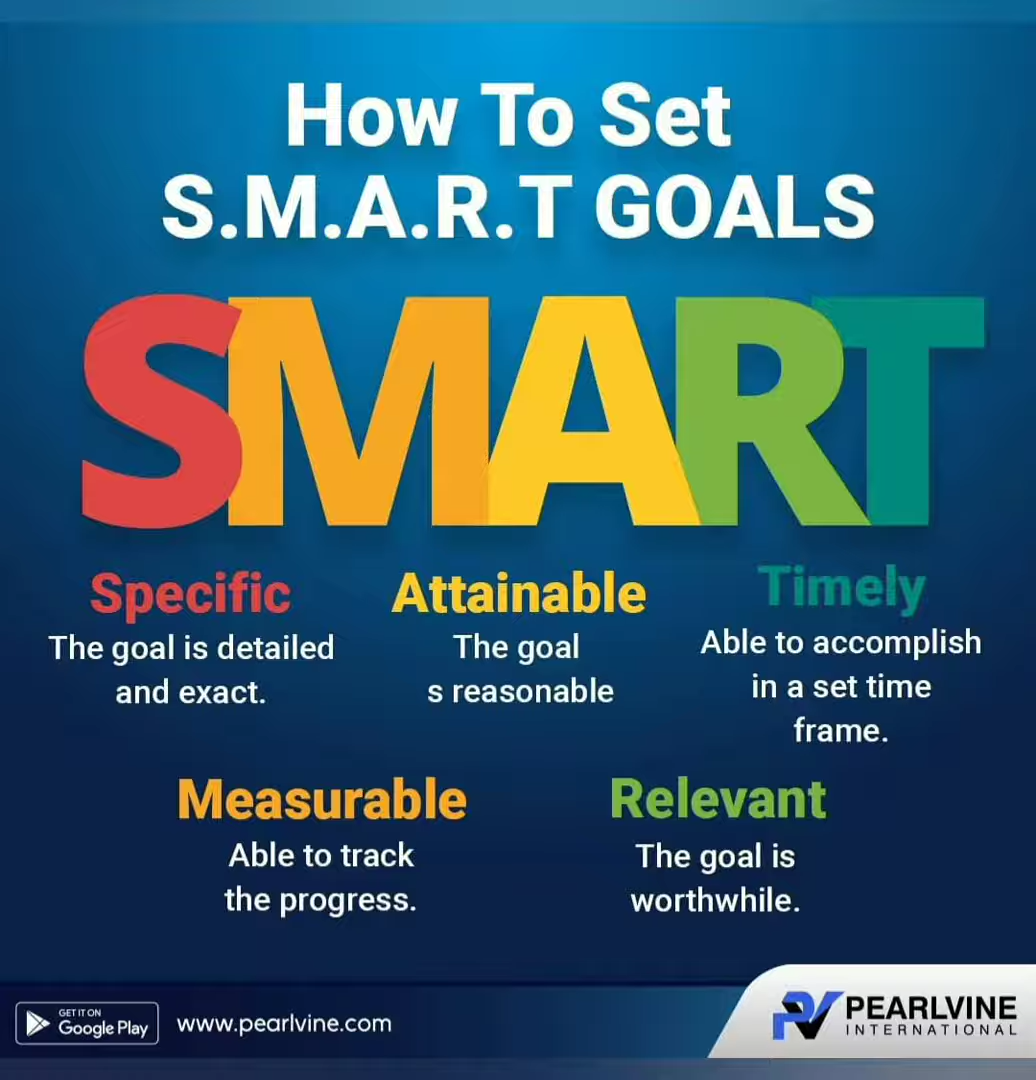 How To Set
S.M.A.R.T GOALS
SMART
Specific
The goal is detailed
and exact.
Attainable
The goal
s reasonable
Timely
Able to accomplish
in a set time
frame.
Measurable
Able to track
the progress.
Relevant
The goal is
worthwhile.
GET IT ON
Google Play
www.pearlvine.com
PV
PEARLVINE
INTERNATIONAL